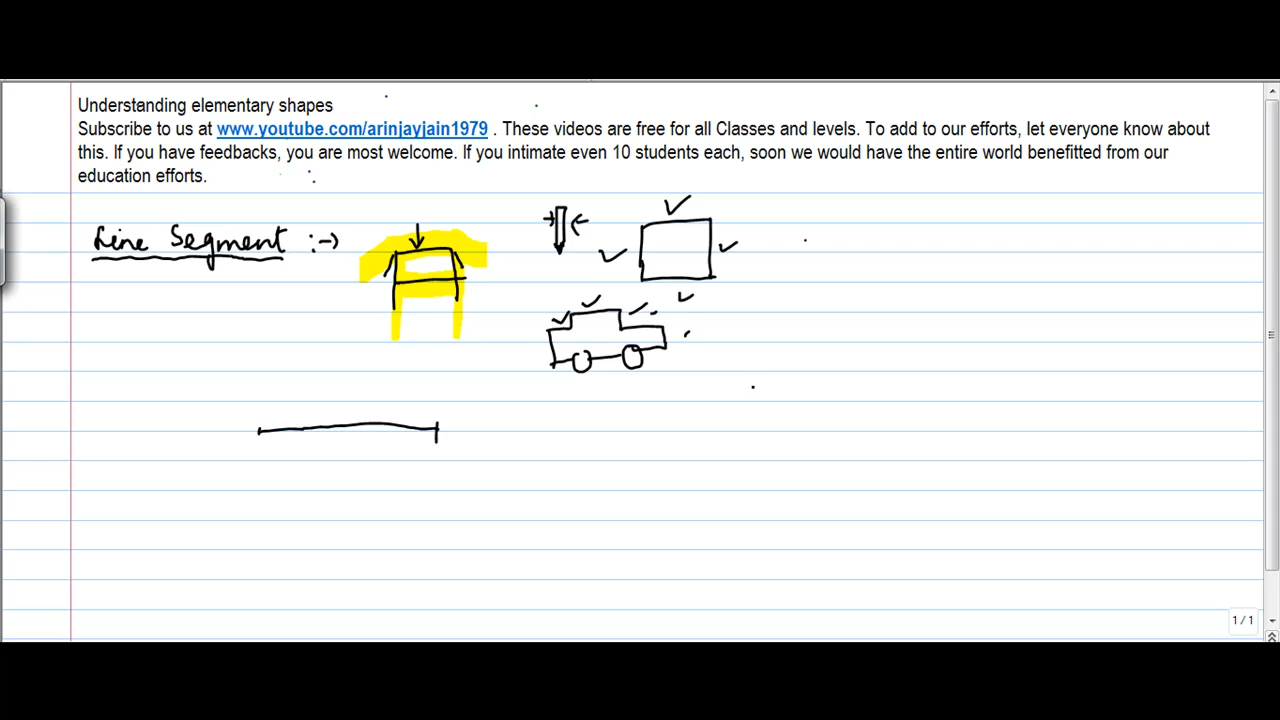 Understanding elementary shapes
Subscribe to us at www.youtube.com/arinjayjain1979 . These videos are free for all Classes and levels. To add to our efforts, let everyone know about
this. If you have feedbacks, you are most welcome. If you intimate even 10 students each, soon we would have the entire world benefitted from our
education efforts.
Line Segment :->
1 / 1